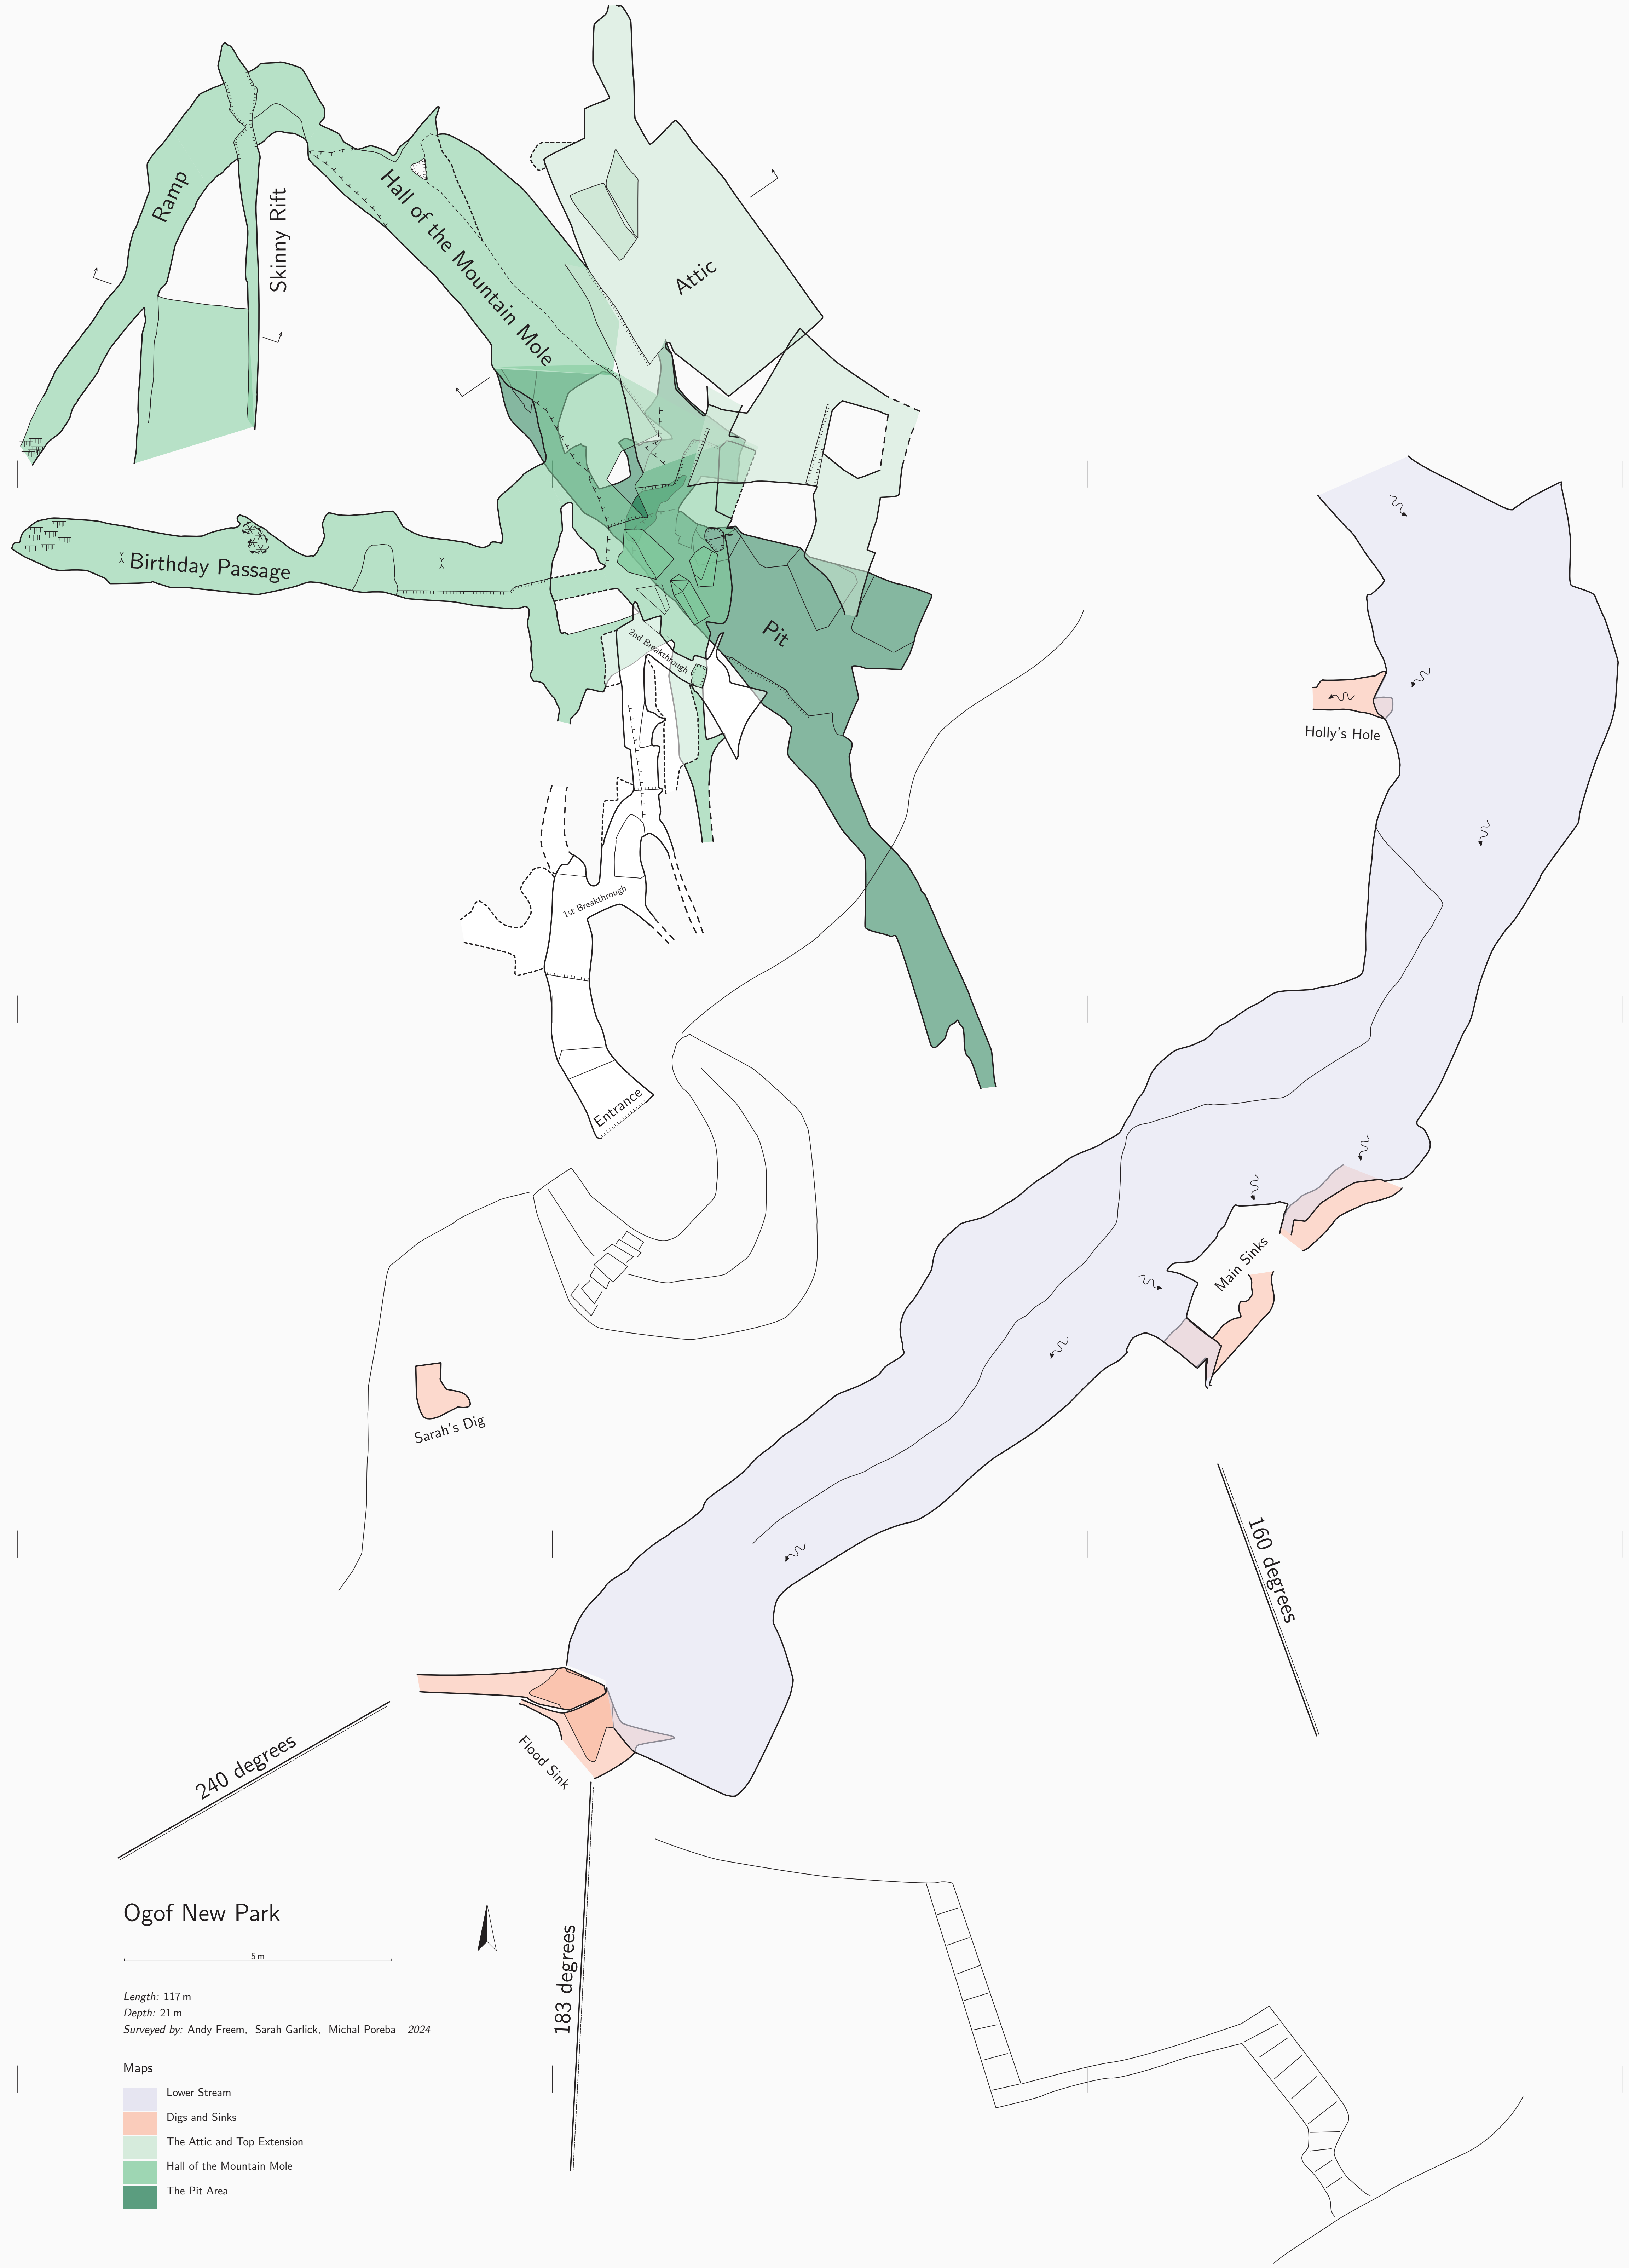 Ramp
Skinny Rift
Hall of the Mountain Mole
Attic
Birthday Passage
2nd Breakthrough
Pit
Holly's Hole
1st Breakthrough
Entrance
Main Sinks
Sarah's Dig
160 degrees
240 degrees
Flood Sink
183 degrees
Ogof New Park
5 m
Length: 117 m
Depth: 21 m
Surveyed by: Andy Freem, Sarah Garlick, Michal Poreba 2024
Maps
Lower Stream
Digs and Sinks
The Attic and Top Extension
Hall of the Mountain Mole
The Pit Area